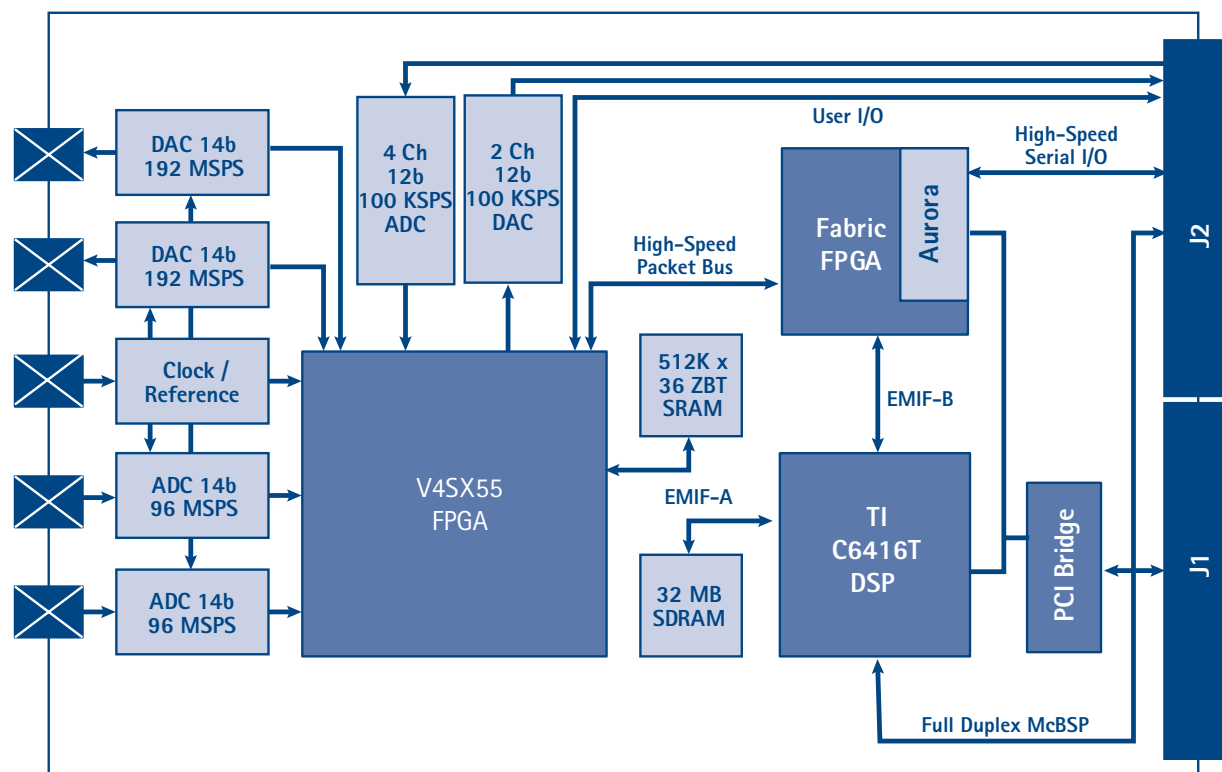 DAC 14b
192 MSPS
DAC 14b
192 MSPS
Clock /
Reference
ADC 14b
96 MSPS
ADC 14b
96 MSPS
4 Ch
12b
100 KSPS
ADC
2 Ch
12b
100 KSPS
DAC
V4SX55
FPGA
512K x
36 ZBT
SRAM
EMIF-A
32 MB
SDRAM
High-Speed
Packet Bus
User I/O
Fabric
FPGA
Aurora
High-Speed
Serial I/O
EMIF-B
TI
C6416T
DSP
PCI Bridge
Full Duplex McBSP
J2
J1